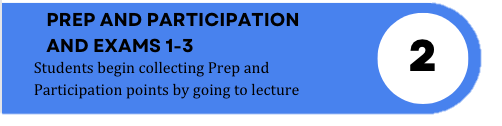 PREP AND PARTICIPATION
AND EXAMS 1-3
Students begin collecting Prep and
Participation points by going to lecture
2